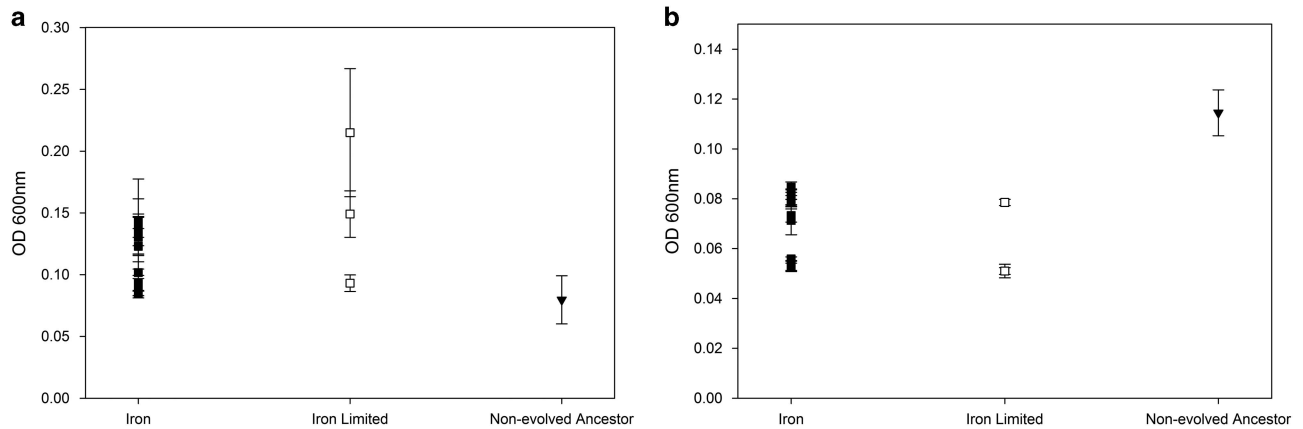 a
0.30
0.25
0.20
0.15
0.10
0.05
0.00
OD 600nm
Iron
Iron Limited
Non-evolved Ancestor
b
0.14
0.12
0.10
0.08
0.06
0.04
0.02
0.00
OD 600nm
Iron
Iron Limited
Non-evolved Ancestor